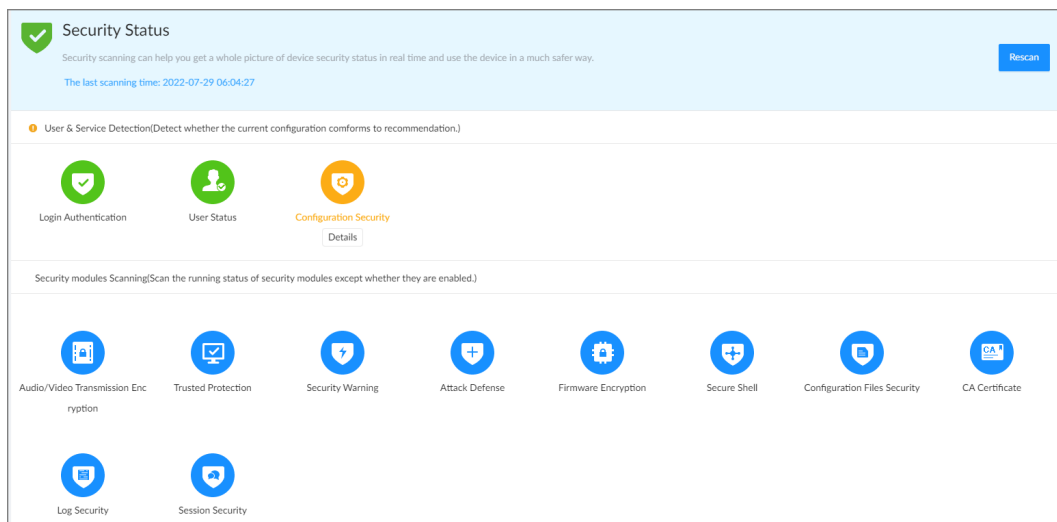 Security Status
Security scanning can help you get a whole picture of device security status in real time and use the device in a much safer way.
Rescan
The last scanning time: 2022-07-29 06:04:27
User & Service Detection(Detect whether the current configuration comforms to recommendation.)
Login Authentication
User Status
Configuration Security
Details
Security modules Scanning(Scan the running status of security modules except whether they are enabled.)
CA
Audio/Video Transmission Enc
ryption
Trusted Protection
Security Warning
Attack Defense
Firmware Encryption
Secure Shell
Configuration Files Security
CA Certificate
Log Security
Session Security